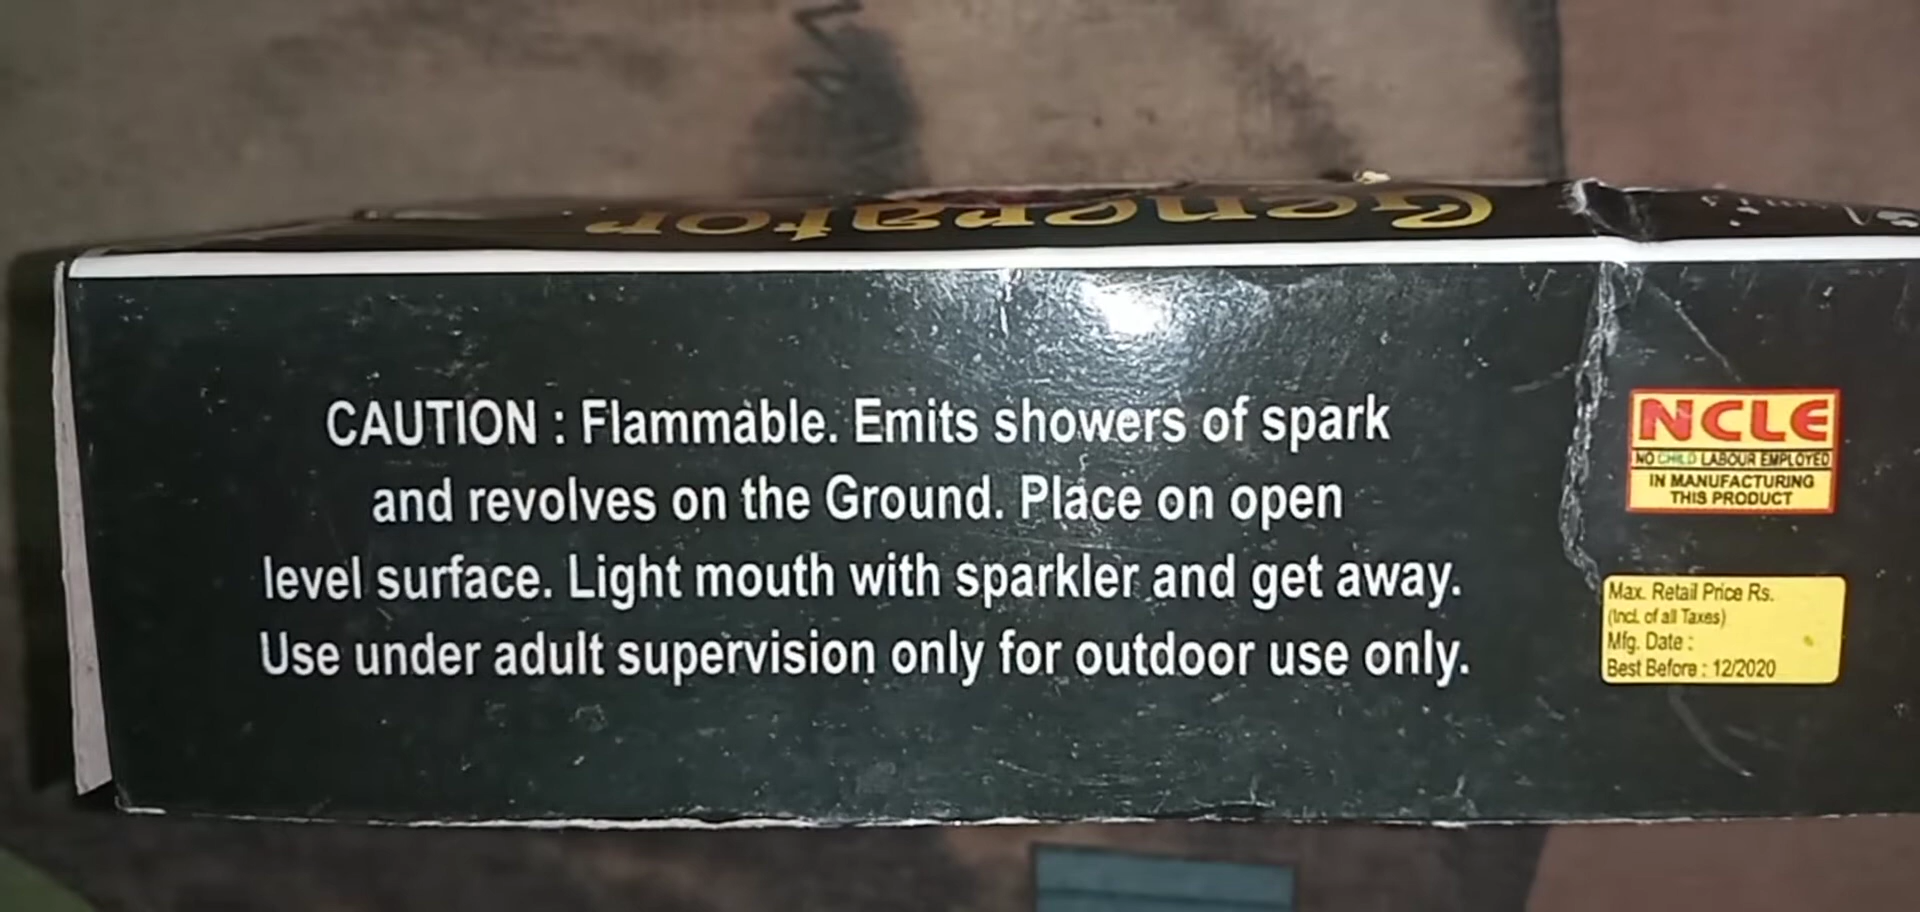 Generator
CAUTION : Flammable. Emits showers of spark
and revolves on the Ground. Place on open
level surface. Light mouth with sparkler and get away.
Use under adult supervision only for outdoor use only.
NCLE
NO CHILD LABOUR EMPLOYED
IN MANUFACTURING
THIS PRODUCT
Max. Retail Price Rs.
(Incl. of all Taxes)
Mfg. Date :
Best Before : 12/2020